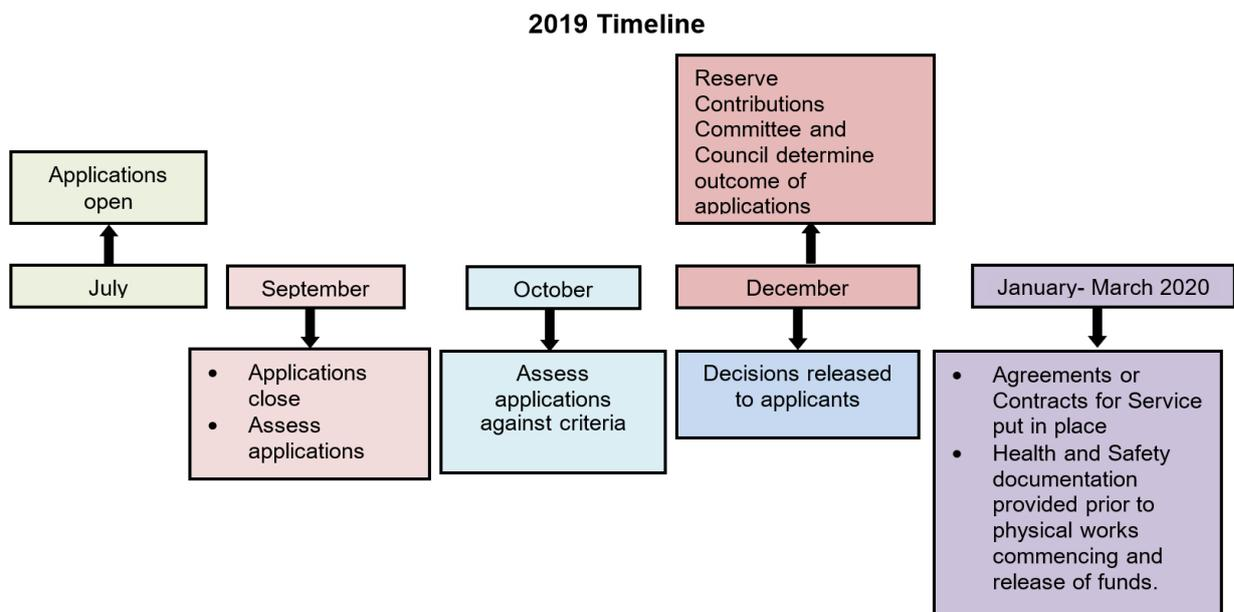 2019 Timeline
Reserve
Contributions
Committee and
Council determine
outcome of
applications
Applications
open
July
September
October
December
January- March 2020
• Applications
close
• Assess
applications
Assess
applications
against criteria
Decisions released
to applicants
• Agreements or
Contracts for Service
put in place
• Health and Safety
documentation
provided prior to
physical works
commencing and
release of funds.